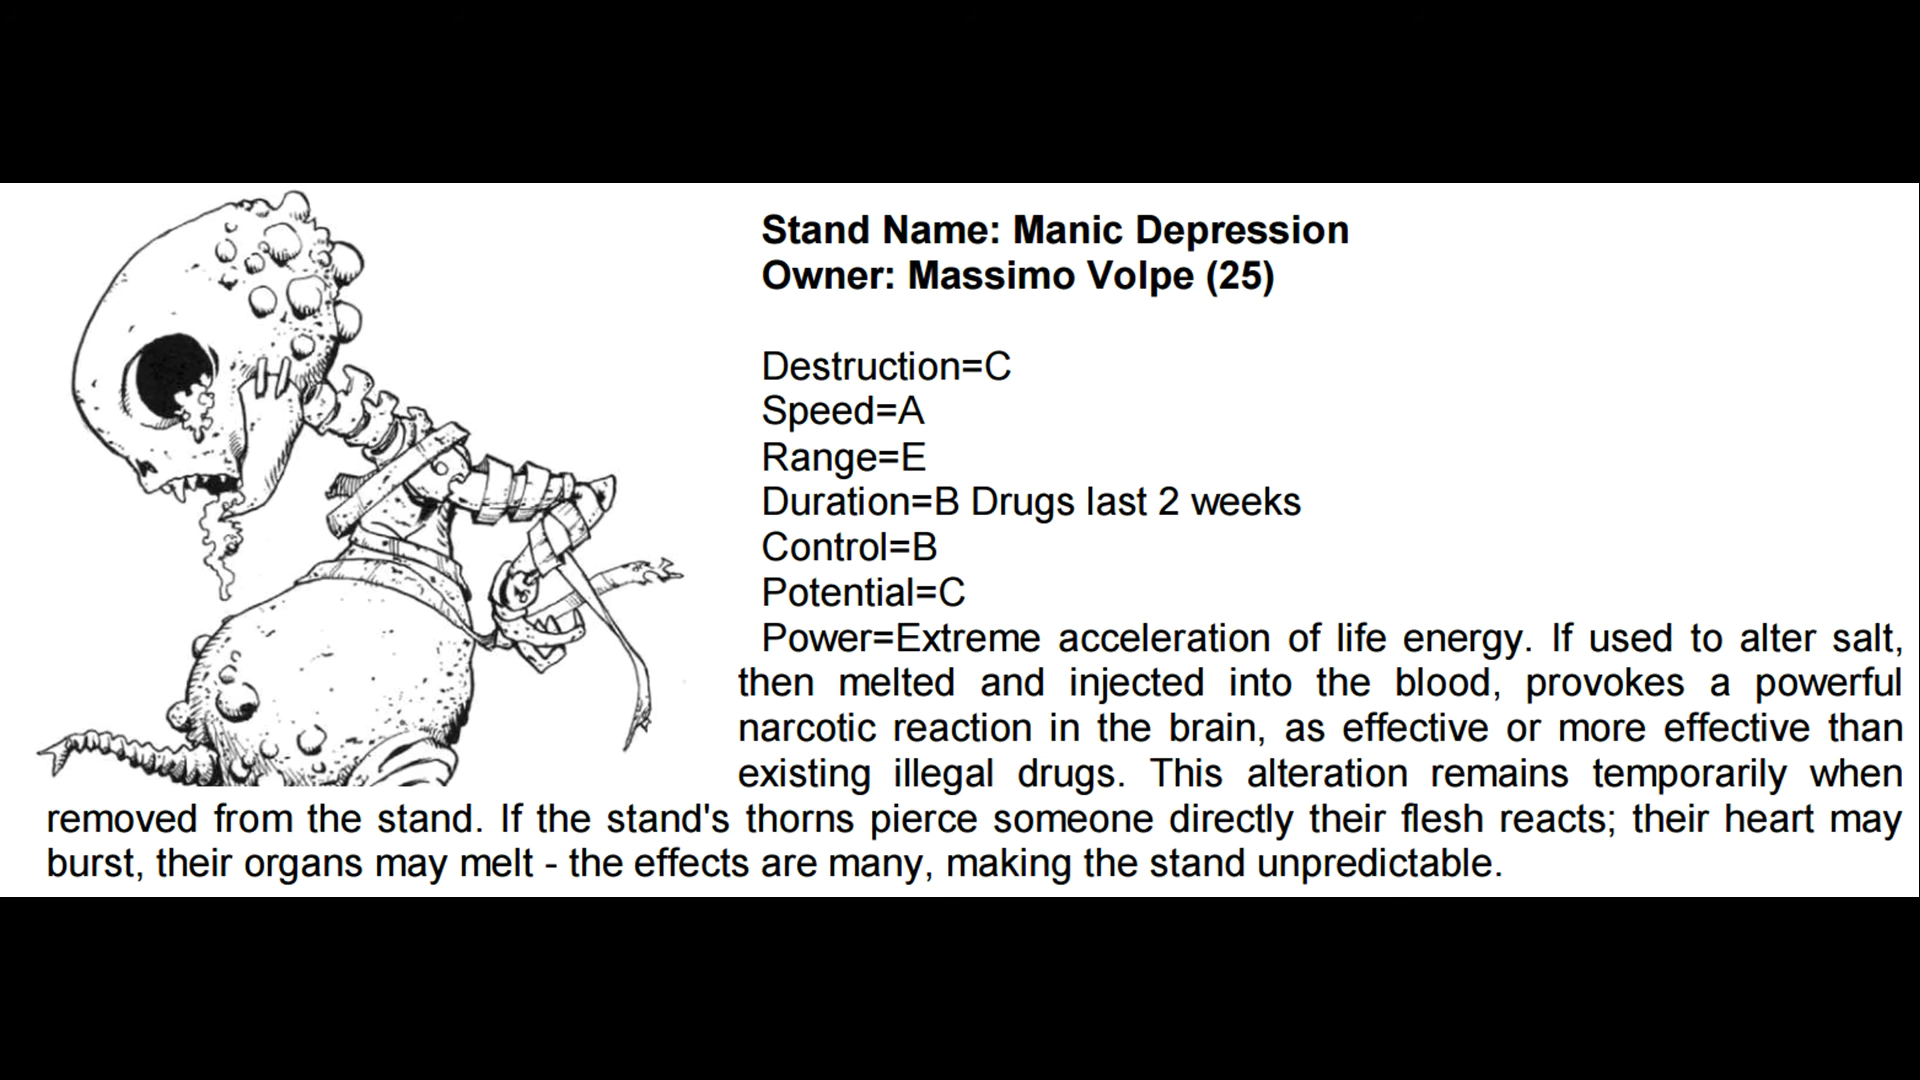 Stand Name: Manic Depression
Owner: Massimo Volpe (25)
Destruction=C
Speed=A
Range=E
Duration=B Drugs last 2 weeks
Control=B
Potential=C
Power=Extreme acceleration of life energy. If used to alter salt,
then melted and injected into the blood, provokes a powerful
narcotic reaction in the brain, as effective or more effective than
existing illegal drugs. This alteration remains temporarily when
removed from the stand. If the stand's thorns pierce someone directly their flesh reacts; their heart may
burst, their organs may melt - the effects are many, making the stand unpredictable.